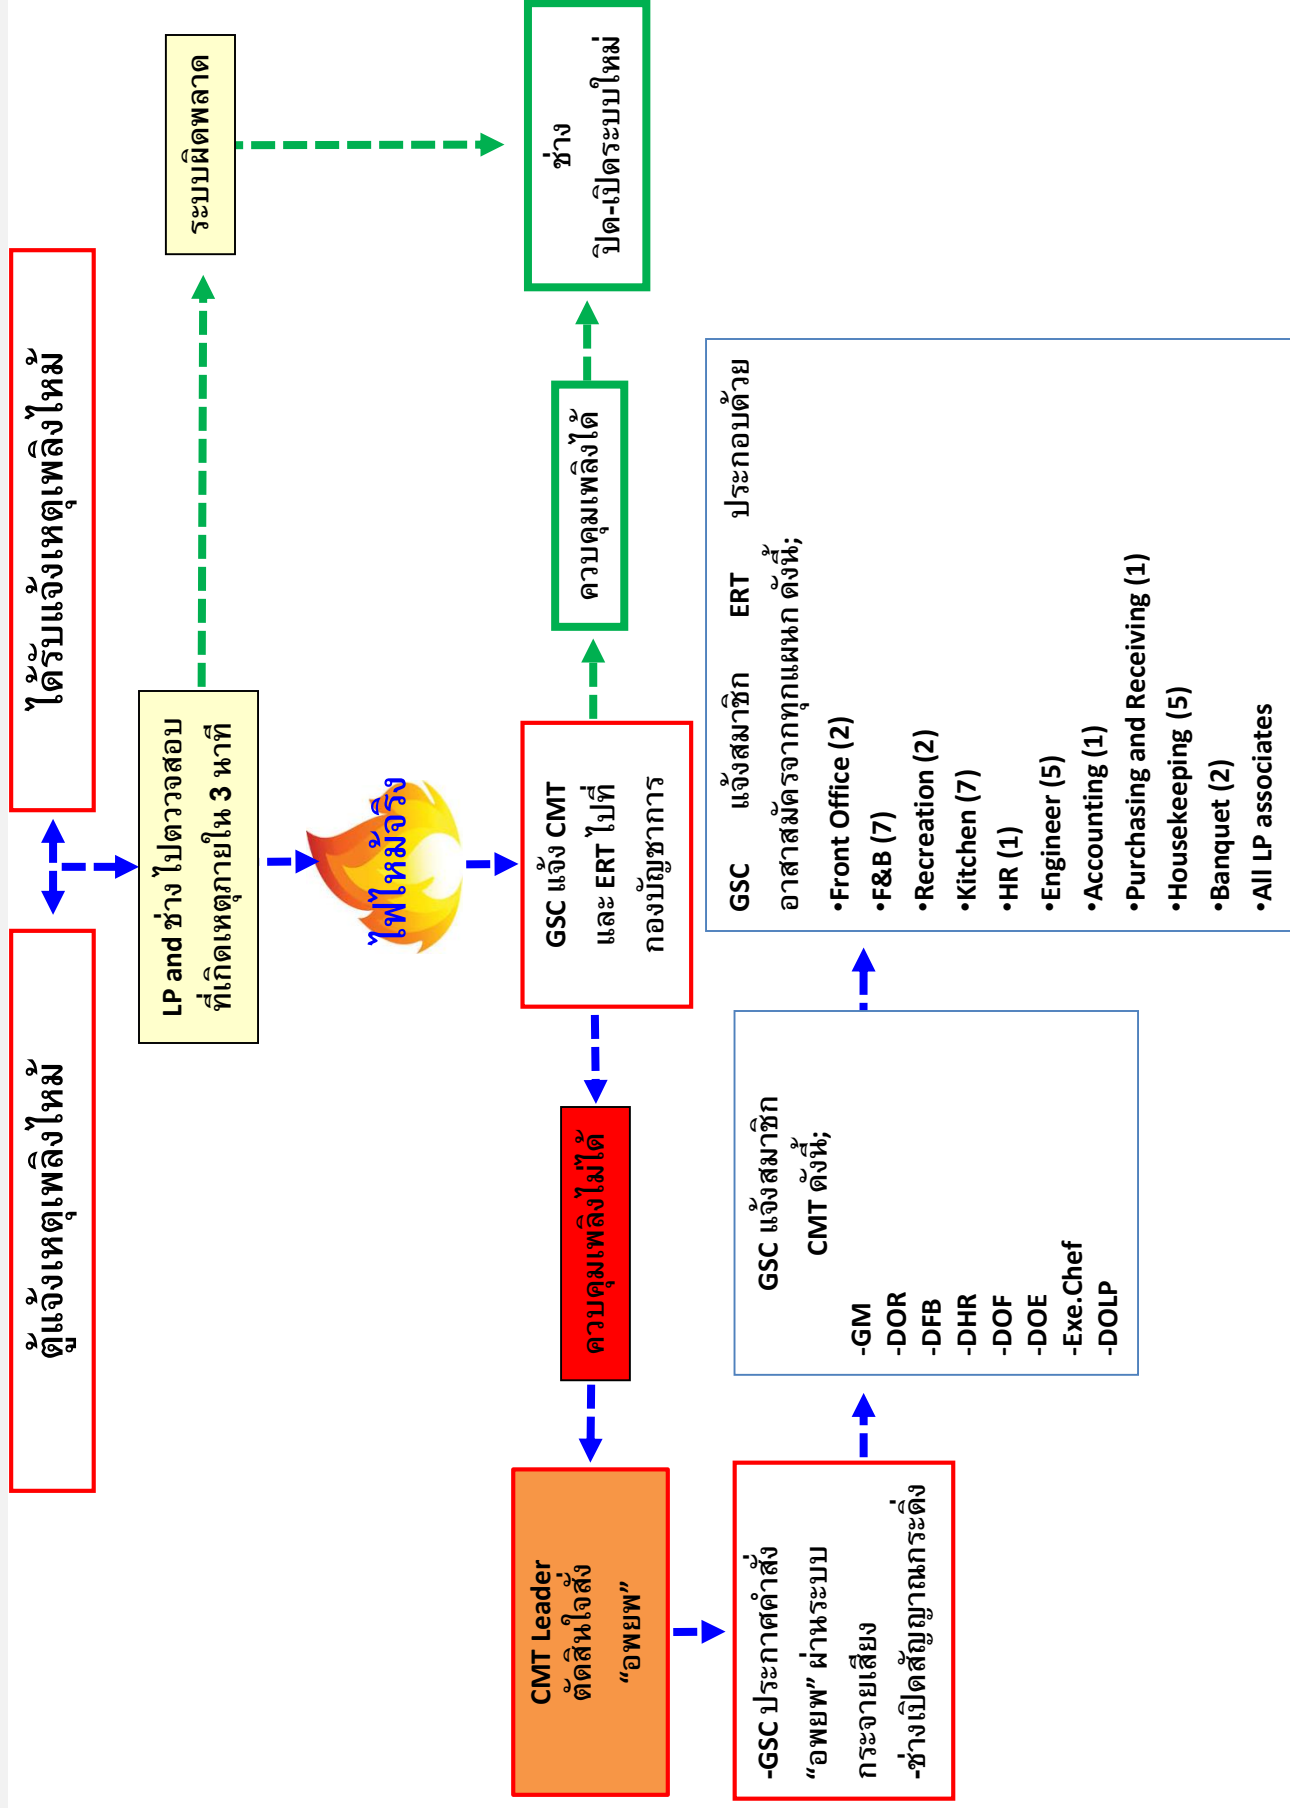 ตู้แจ้งเหตุเพลิงไหม้
ได้รับแจ้งเหตุเพลิงไหม้
LP and ช่าง ไปตววจสอบ
ที่เกิดเหตุภายใน 3 นาที
ระบบผิดพลาด
ไฟไหม้จริง
CMT Leader
ตัดสินใจสั่ง
“อพยพ”
ควบคุมเพลิงไม่ได้
GSC แจ้ง CMT
และ ERT ไปที่
กองบัญชาการ
ควบคุมเพลิงได้
ช่าง
ปิด-เปิดระบบใหม่
-GSC ประกาศคำสั่ง
“อพยพ” ผ่านระบบ
กระจายเสียง
-ช่างเปิดสัญญาณกระดิ่ง
GSC แจ้งสมาชิก
CMT ดังนี้;
-GM
-DOR
-DFB
-DHR
-DOF
-DOE
-Exe.Chef
-DOLP
GSC แจ้งสมาชิก ERT ประกอบด้วย
อาสาสมัครจากทุกแผนก ดังนี้;
•Front Office (2)
•F&B (7)
•Recreation (2)
•Kitchen (7)
•HR (1)
•Engineer (5)
•Accounting (1)
•Purchasing and Receiving (1)
•Housekeeping (5)
•Banquet (2)
•All LP associates